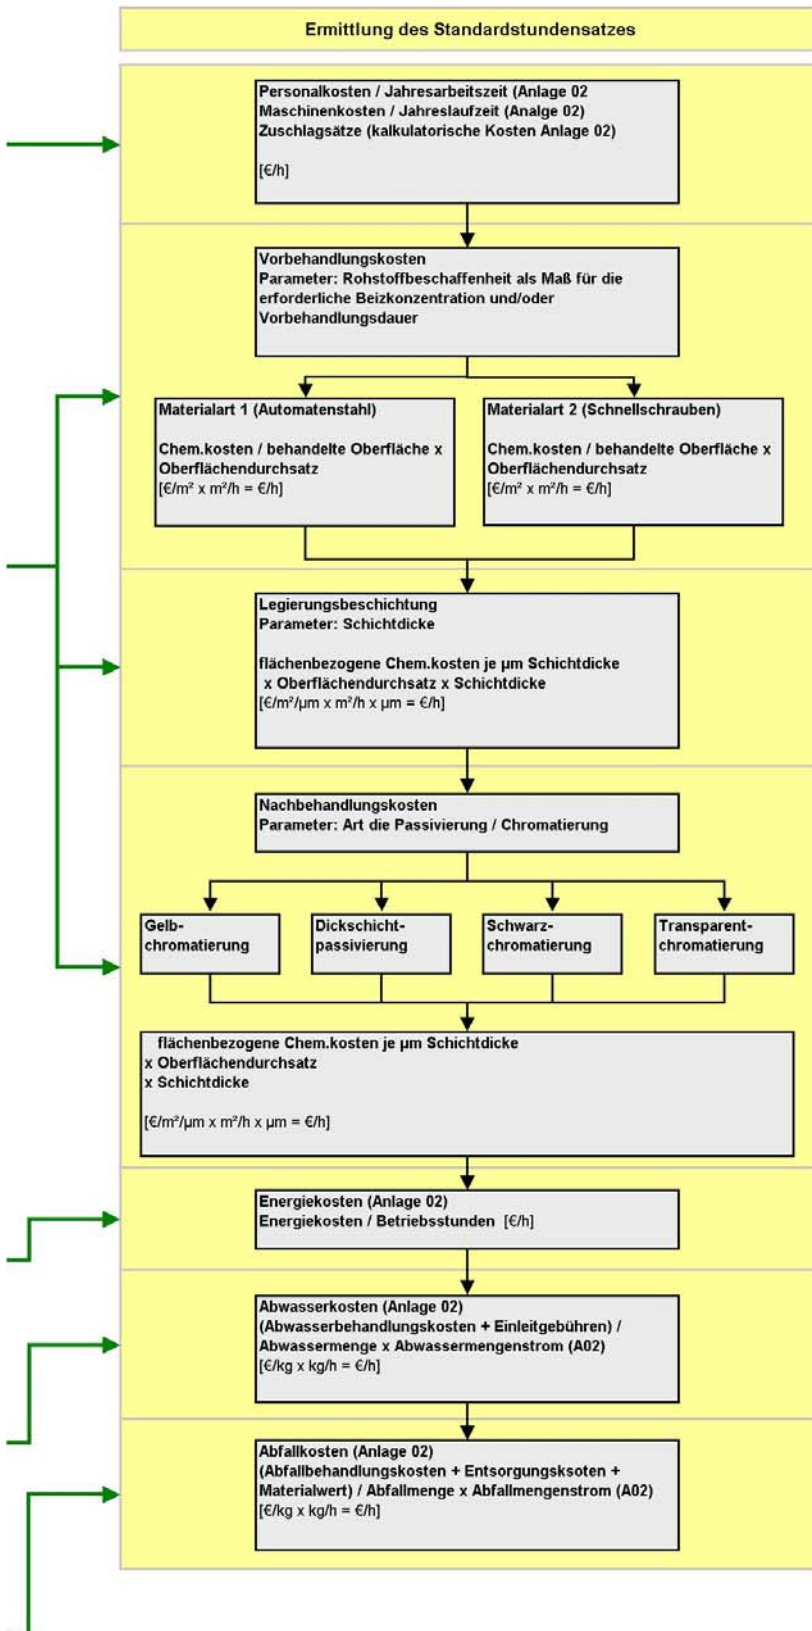 Ermittlung des Standardstundensatzes
Personalkosten / Jahresarbeitszeit (Anlage 02
Maschinenkosten / Jahreslaufzeit (Analge 02)
Zuschlagsätze (kalkulatorische Kosten Anlage 02)
[€/h]
Vorbehandlungskosten
Parameter: Rohstoffbeschaffenheit als Maß für die
erforderliche Beizkonzentration und/oder
Vorbehandlungsdauer
Materialart 1 (Automatenstahl)
Chem.kosten / behandelte Oberfläche x
Oberflächendurchsatz
[€/m² x m²/h = €/h]
Materialart 2 (Schnellschrauben)
Chem.kosten / behandelte Oberfläche x
Oberflächendurchsatz
[€/m² x m²/h = €/h]
Legierungsbeschichtung
Parameter: Schichtdicke
flächenbezogene Chem.kosten je µm Schichtdicke
x Oberflächendurchsatz x Schichtdicke
[€/m²/µm x m²/h x µm = €/h]
Nachbehandlungskosten
Parameter: Art die Passivierung / Chromatierung
Gelb-
chromatierung
Dickschicht-
passivierung
Schwarz-
chromatierung
Transparent-
chromatierung
flächenbezogene Chem.kosten je µm Schichtdicke
x Oberflächendurchsatz
x Schichtdicke
[€/m²/µm x m²/h x µm = €/h]
Energiekosten (Anlage 02)
Energiekosten / Betriebsstunden [€/h]
Abwasserkosten (Anlage 02)
(Abwasserbehandlungskosten + Einleitgebühren) /
Abwassermenge x Abwassermengenstrom (A02)
[€/kg x kg/h = €/h]
Abfallkosten (Anlage 02)
(Abfallbehandlungskosten + Entsorgungsksoten +
Materialwert) / Abfallmenge x Abfallmengenstrom (A02)
[€/kg x kg/h = €/h]